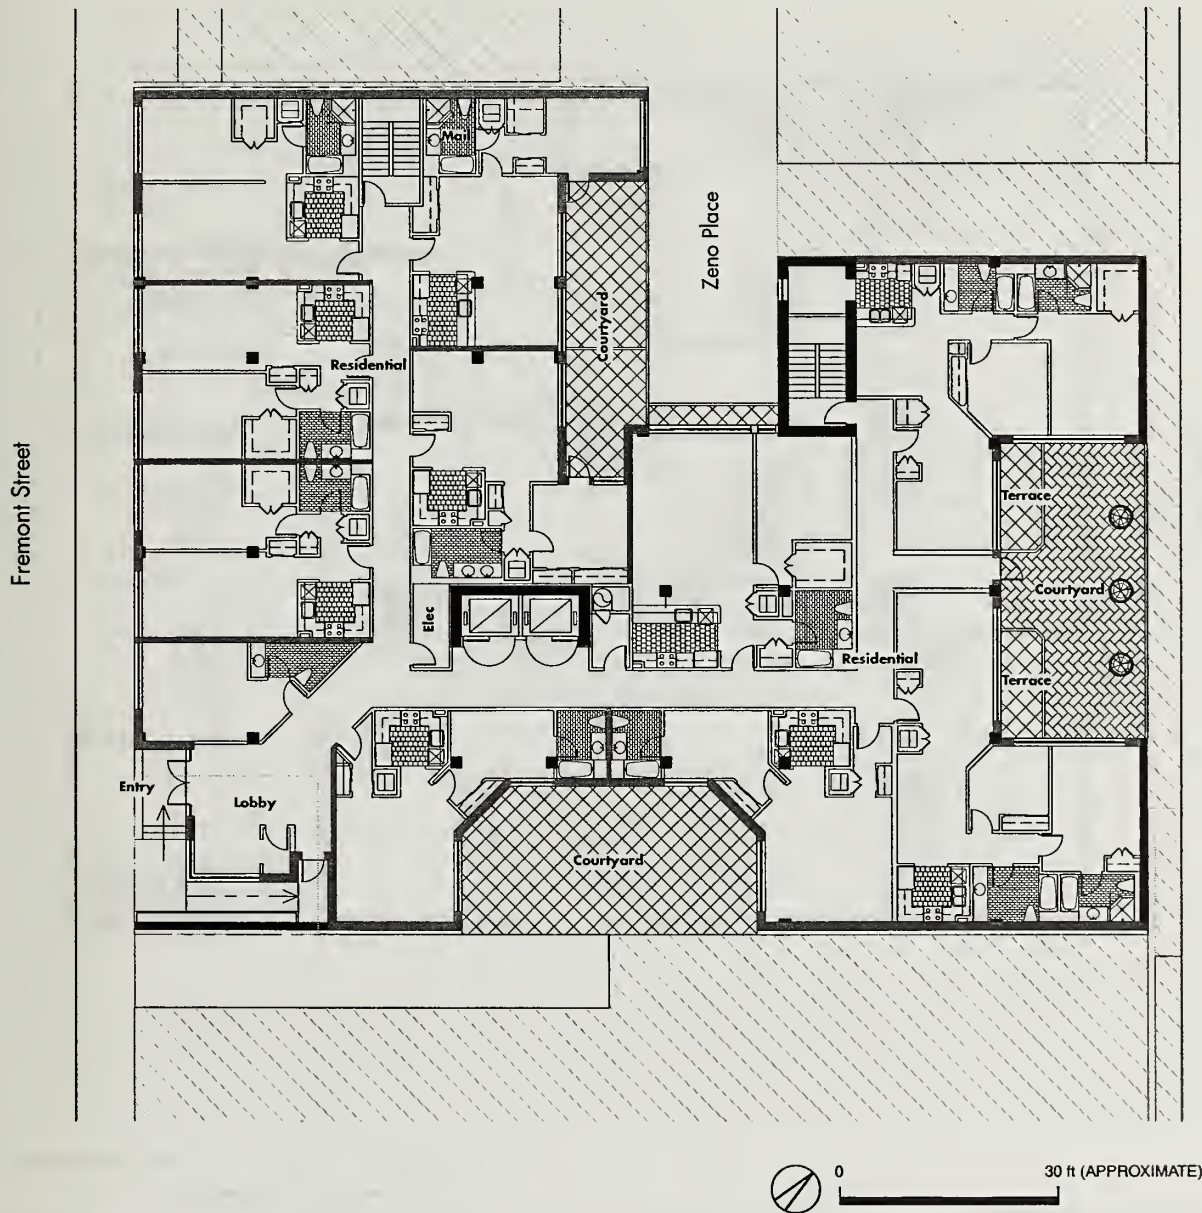 Mail
Zeno Place
Courtyard
Residential
Fremont Street
Terrace
Courtyard
Elec
Residential
Terrace
Entry
Lobby
Courtyard
0 30 ft (APPROXIMATE)